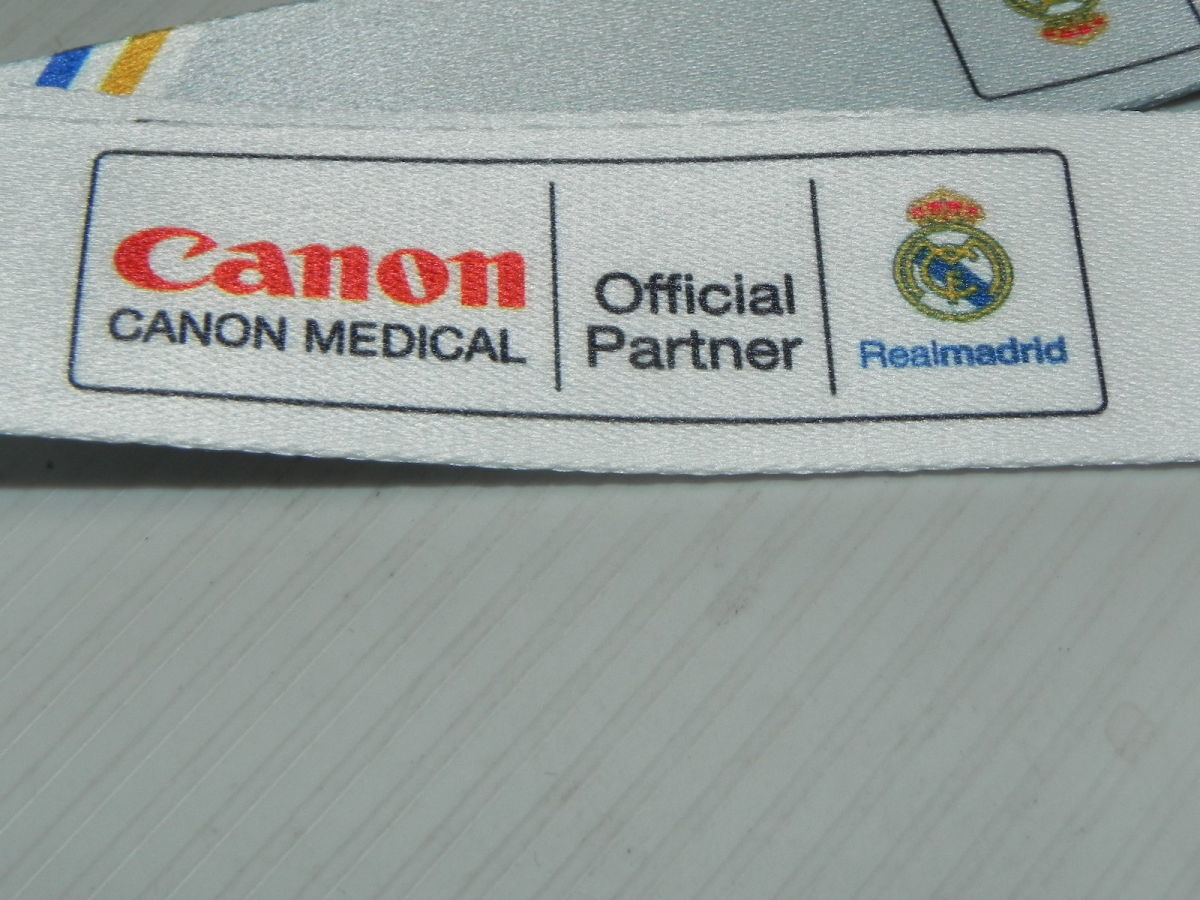 Canon
CANON MEDICAL
Official
Partner
Realmadrid